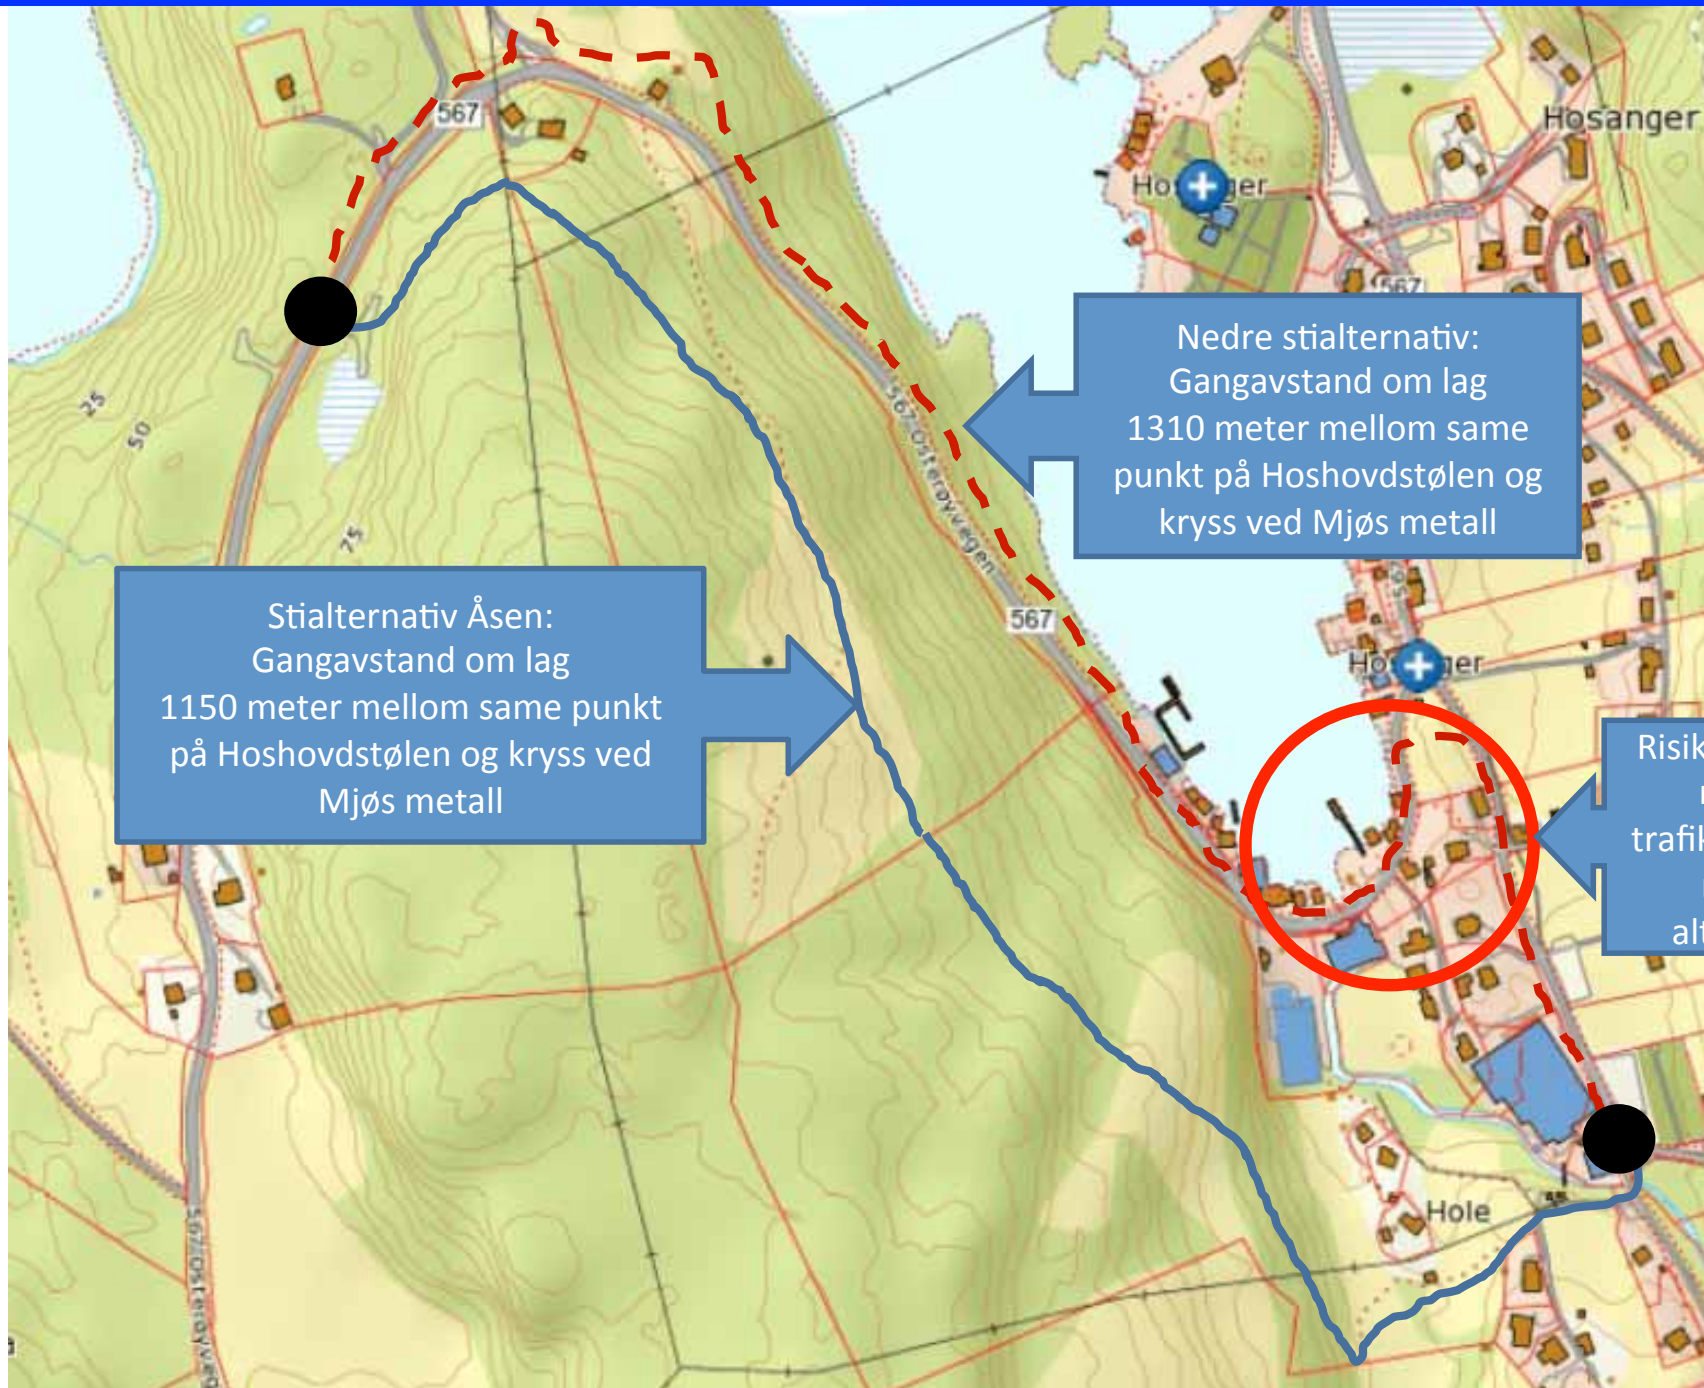 567
Hosanger
567
Nedre stialternativ:
Gangavstand om lag
1310 meter mellom same
punkt på Hoshovdstølen og
kryss ved Mjøs metall
25
50
75
567 Osterøyvegen
567
Stialternativ Åsen:
Gangavstand om lag
1150 meter mellom same punkt
på Hoshovdstølen og kryss ved
Mjøs metall
Hole